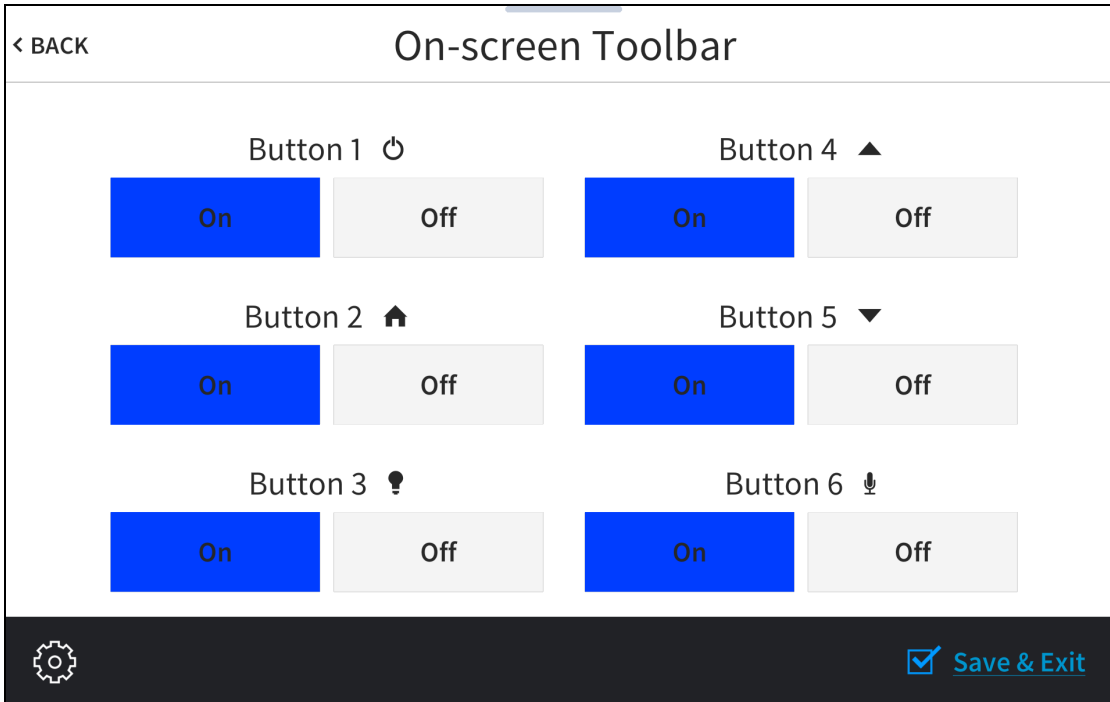 < BACK
On-screen Toolbar
Button 1
On Off
Button 4
On Off
Button 2
On Off
Button 5
On Off
Button 3
On Off
Button 6
On Off
Save & Exit